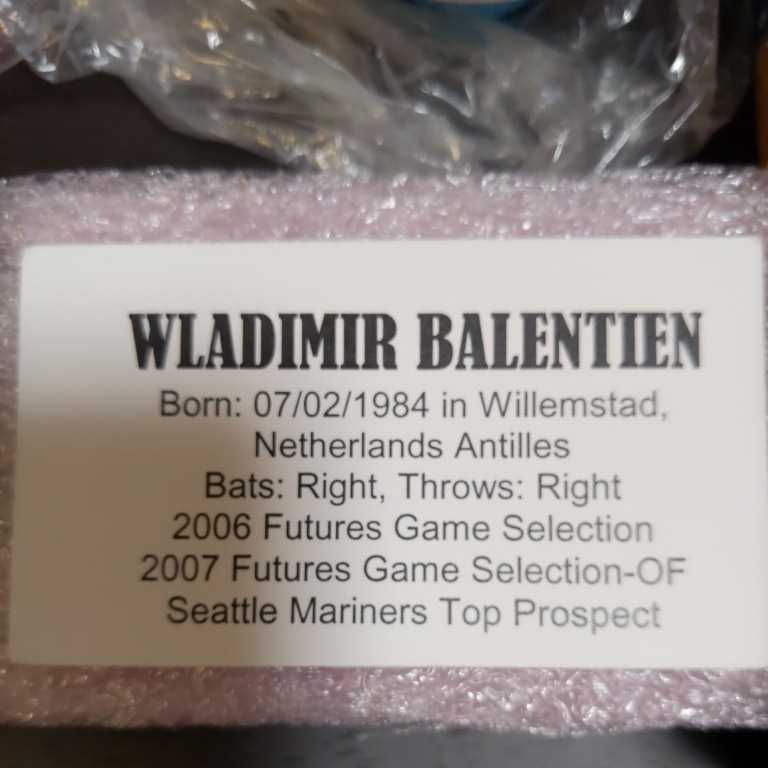 WLADIMIR BALENTIEN
Born: 07/02/1984 in Willemstad,
Netherlands Antilles
Bats: Right, Throws: Right
2006 Futures Game Selection
2007 Futures Game Selection-OF
Seattle Mariners Top Prospect